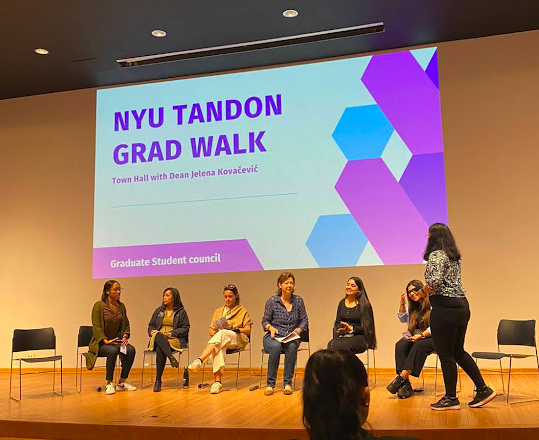 NYU TANDON
GRAD WALK
Town Hall with Dean Jelena Kovačević
Graduate Student council